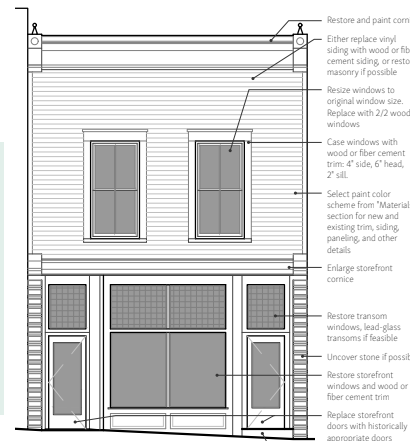 Restore and paint corn
Either replace vinyl
siding with wood or fib
cement siding, or resto
masonry if possible
Resize windows to
original window size.
Replace with 2/2 wood
windows
Case windows with
wood or fiber cement
trim: 4" side, 6" head,
2" sill.
Select paint color
scheme from "Material
section for new and
existing trim, siding,
paneling, and other
details
Enlarge storefront
cornice
Restore transom
windows, lead-glass
transoms if feasible
Uncover stone if possib
Restore storefront
windows and wood or
fiber cement trim
Replace storefront
doors with historically
appropriate doors